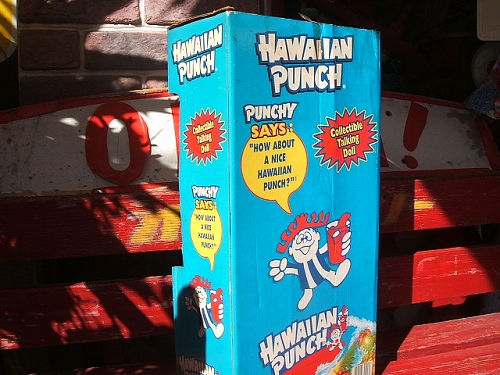 HAWAIIAN
PUNCH
Collectible
Talking
Doll
PUNCHY
SAYS:
"HOW ABOUT
A NICE
HAWAIIAN
PUNCH?"
HAWAIIAN
PUNCH
PUNCHY
SAYS:
"HOW ABOUT
A NICE
HAWAIIAN
PUNCH?"
Collectible
Talking
Doll
HAWAIIAN
PUNCH
O
!